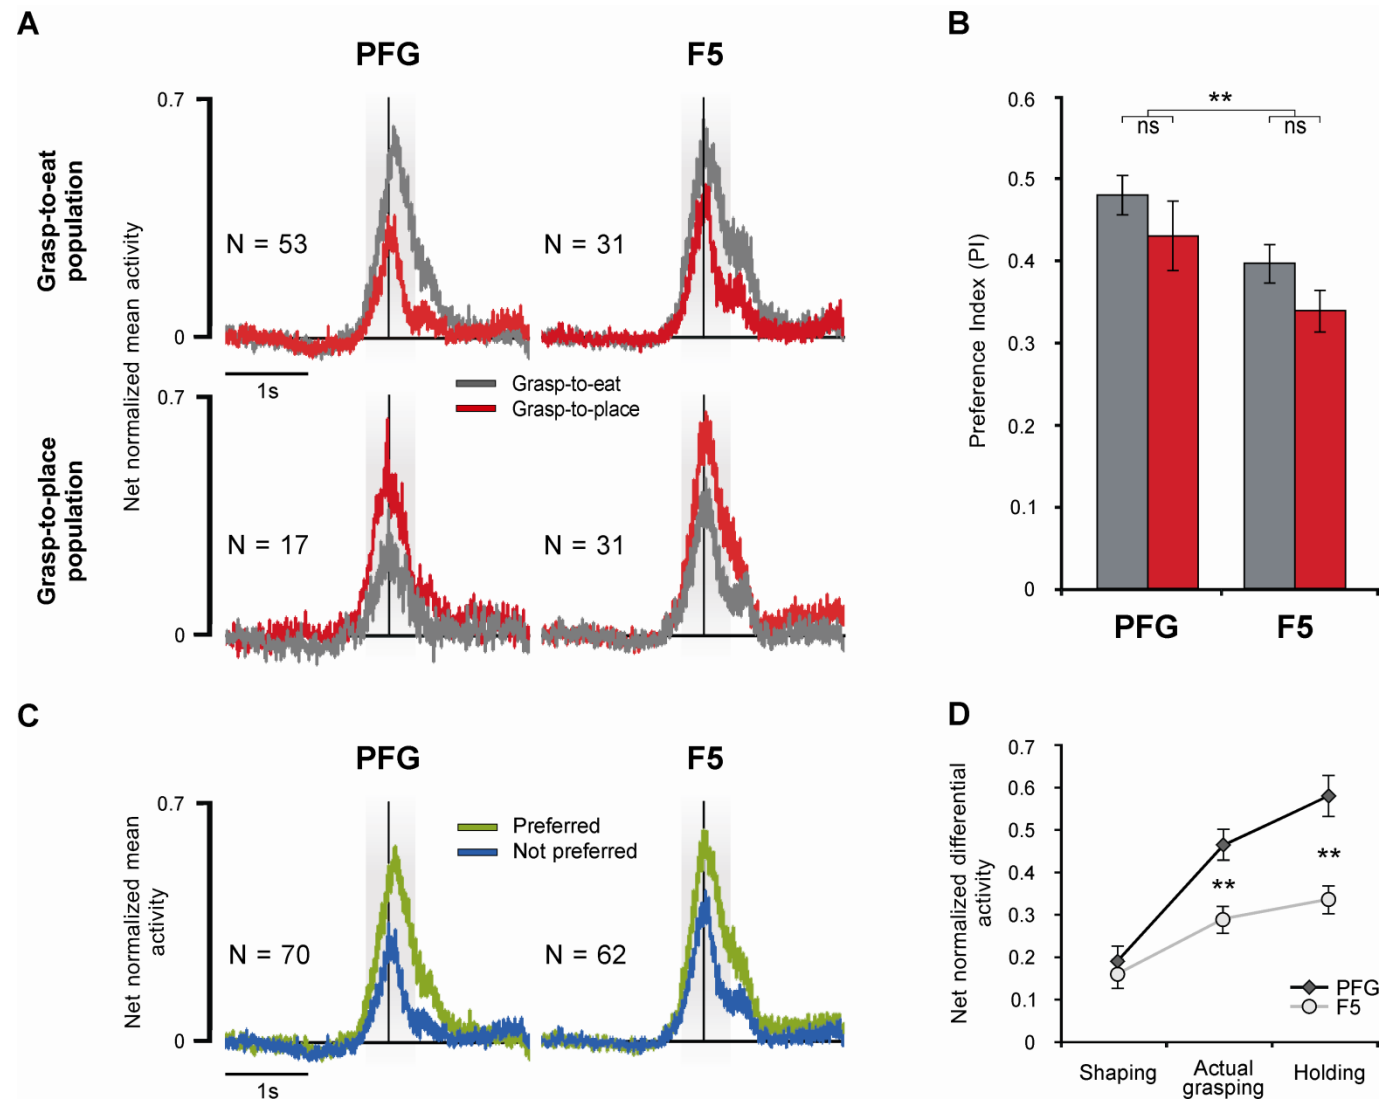 A
PFG
F5
Grasp-to-eat
population
Net normalized mean activity
0.7
0
N = 53
N = 31
1s
Grasp-to-eat
Grasp-to-place
Grasp-to-place
population
0.7
0
N = 17
N = 31
B
Preference Index (PI)
0.6
0.5
0.4
0.3
0.2
0.1
0
**
ns
ns
PFG
F5
C
PFG
F5
Net normalized mean
activity
0.7
0
Preferred
Not preferred
N = 70
N = 62
1s
D
Net normalized differential
activity
0.7
0.6
0.5
0.4
0.3
0.2
0.1
0
**
**
PFG
F5
Shaping
Actual
grasping
Holding